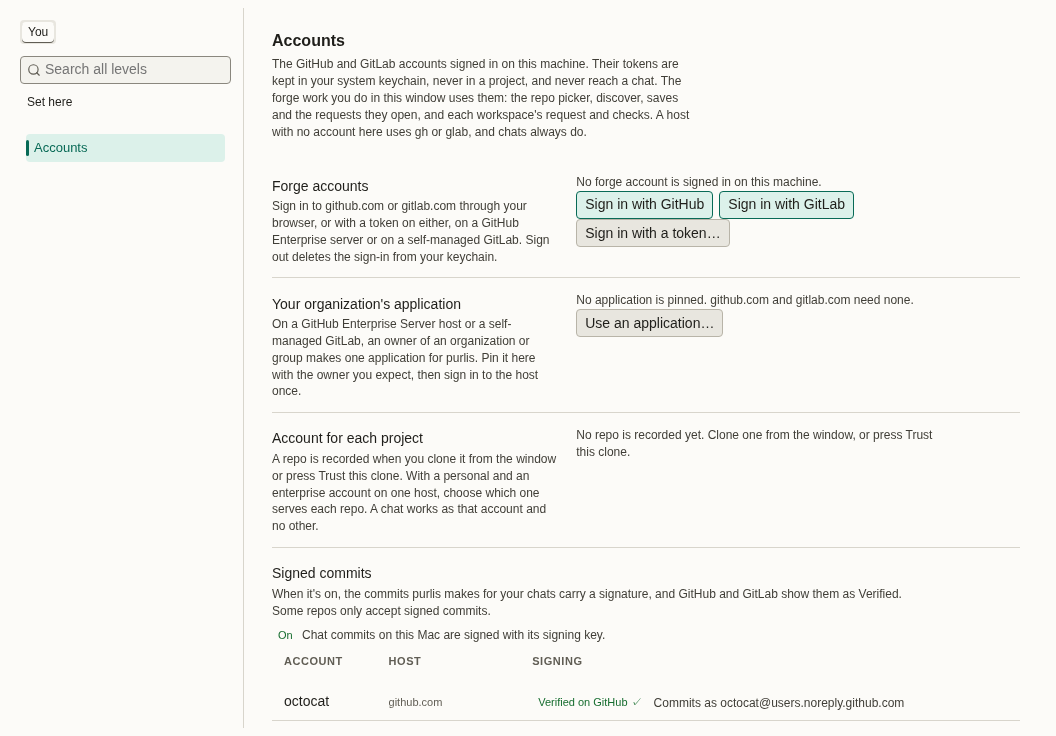 You
Search all levels
Set here
Accounts
Accounts
The GitHub and GitLab accounts signed in on this machine. Their tokens are
kept in your system keychain, never in a project, and never reach a chat. The
forge work you do in this window uses them: the repo picker, discover, saves
and the requests they open, and each workspace's request and checks. A host
with no account here uses gh or glab, and chats always do.
Forge accounts
Sign in to github.com or gitlab.com through your
browser, or with a token on either, on a GitHub
Enterprise server or on a self-managed GitLab. Sign
out deletes the sign-in from your keychain.
No forge account is signed in on this machine.
Sign in with GitHub
Sign in with GitLab
Sign in with a token…
Your organization's application
On a GitHub Enterprise Server host or a self-
managed GitLab, an owner of an organization or
group makes one application for purlis. Pin it here
with the owner you expect, then sign in to the host
once.
No application is pinned. github.com and gitlab.com need none.
Use an application…
Account for each project
A repo is recorded when you clone it from the window
or press Trust this clone. With a personal and an
enterprise account on one host, choose which one
serves each repo. A chat works as that account and
no other.
No repo is recorded yet. Clone one from the window, or press Trust
this clone.
Signed commits
When it's on, the commits purlis makes for your chats carry a signature, and GitHub and GitLab show them as Verified.
Some repos only accept signed commits.
On Chat commits on this Mac are signed with its signing key.
ACCOUNT HOST SIGNING
octocat github.com Verified on GitHub ✓ Commits as octocat@users.noreply.github.com